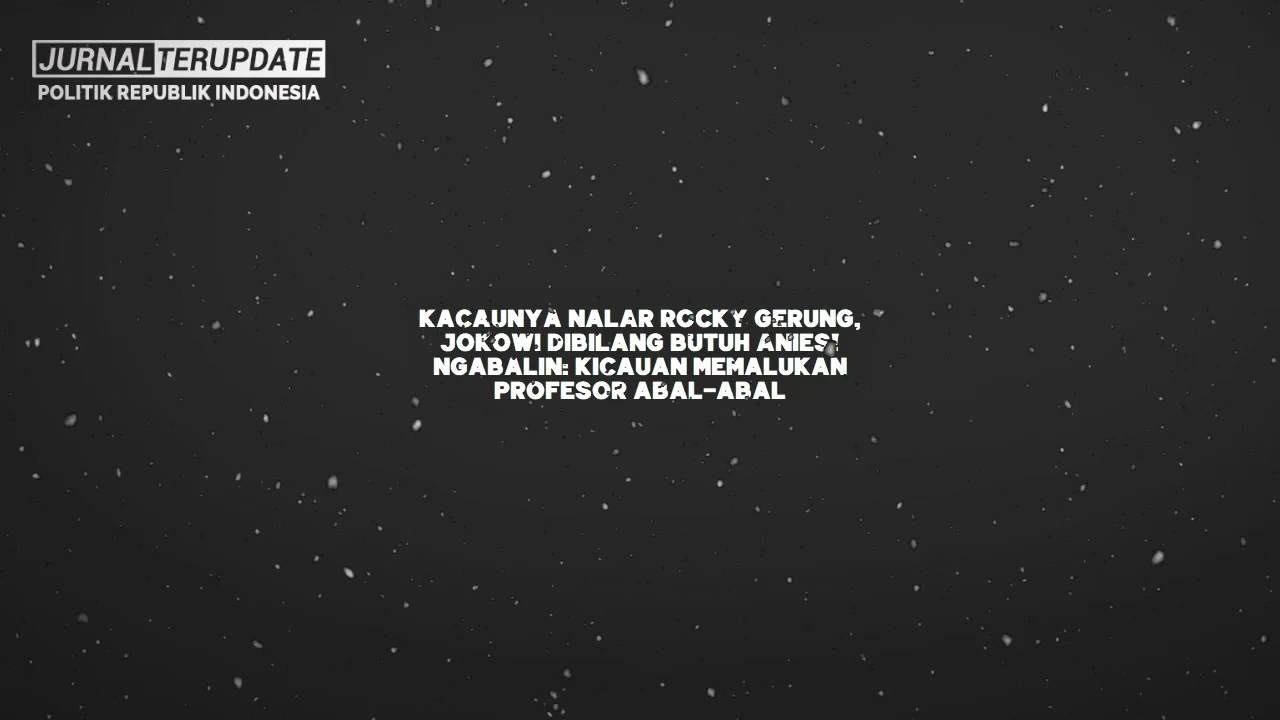 JURNALTERUPDATE
POLITIK REPUBLIK INDONESIA
KACAUNYA NALAR ROCKY GERUNG,
JOKOWI DIBILANG BUTUH ANIES!
NGABALIN: KICAUAN MEMALUKAN
PROFESOR ABAL-ABAL